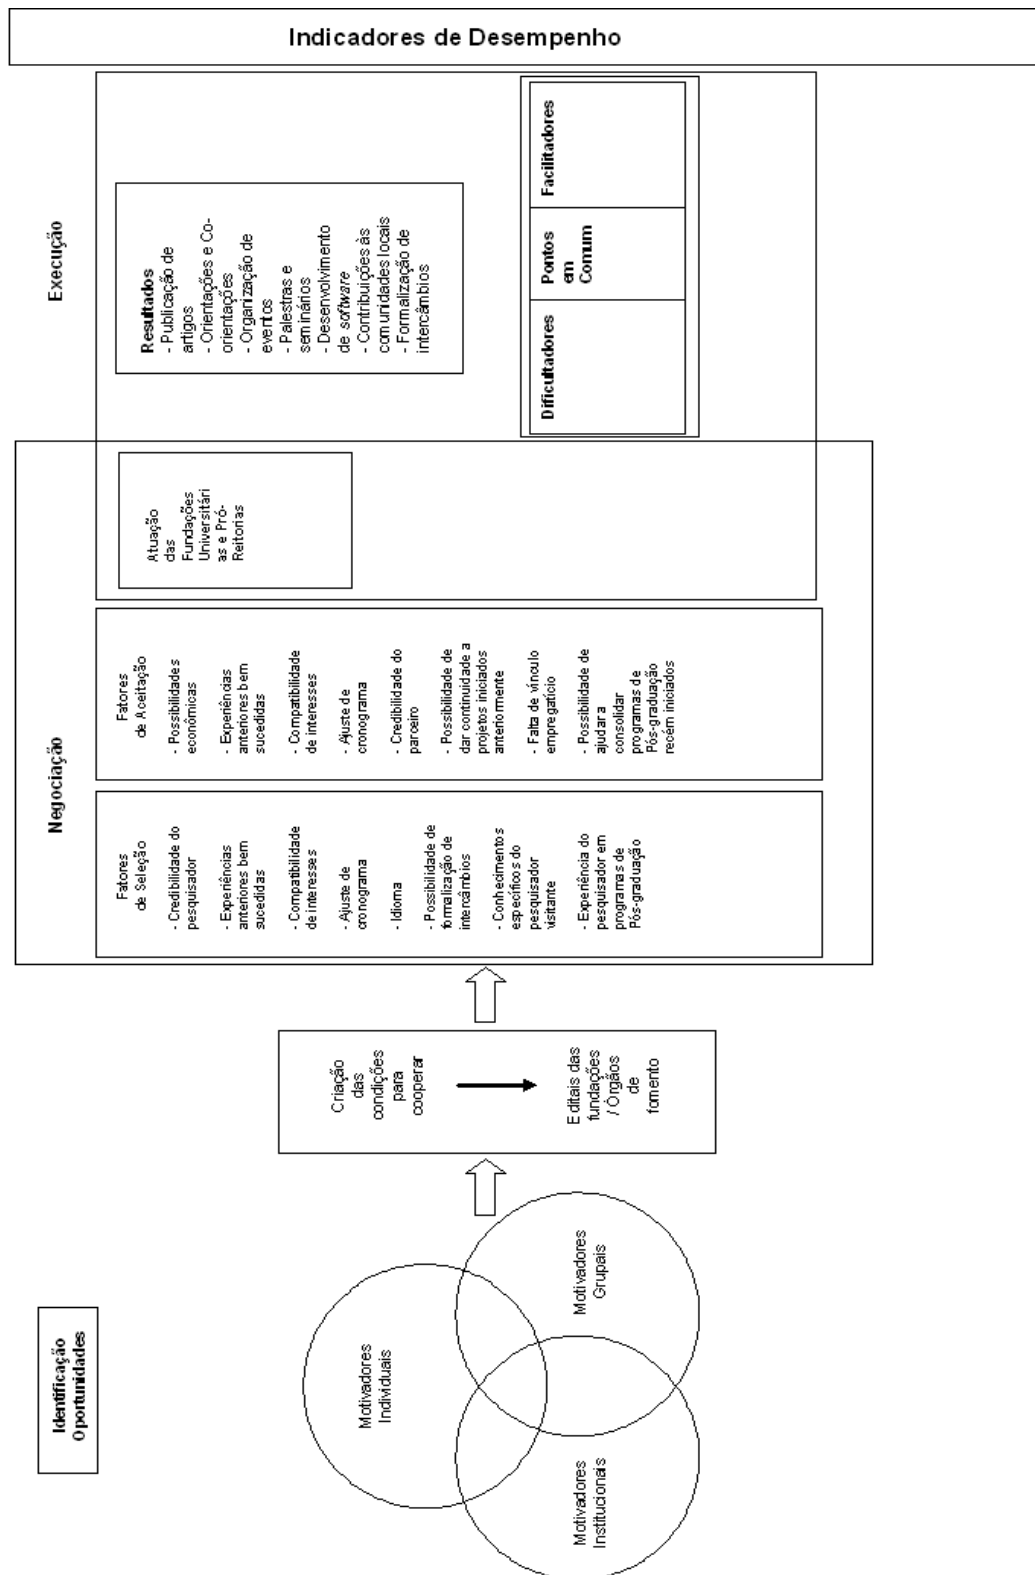 Indicadores de Desempenho
Identificação
Oportunidades
Motivadores
Individuais
Motivadores
Institucionais
Motivadores
Grupais
Criação
das
condições
para
cooperar
Editais das
fundações
/ Órgãos
de
fomento
Negociação
Fatores
de Seleção
- Credibilidade do
pesquisador
- Experiências
anteriores bem
sucedidas
- Compatibilidade
de interesses
- Ajuste de
cronograma
- Idioma
- Possibilidade de
formalização de
intercâmbios
- Conhecimentos
específicos do
pesquisador
visitante
- Experiência do
pesquisador em
programas de
Pós-graduação
Fatores
de Aceitação
- Possibilidades
econômicas
- Experiências
anteriores bem
sucedidas
- Compatibilidade
de interesses
- Ajuste de
cronograma
- Credibilidade do
parceiro
- Possibilidade de
dar continuidade a
projetos iniciados
anteriormente
- Falta de vínculo
empregatício
- Possibilidade de
ajudar a
consolidar
programas de
Pós-graduação
recém iniciados
Atuação
das
Fundações
Universitári
as e Pró-
Reitorias
Execução
Resultados
- Publicação de
artigos
- Orientações e Co-
orientações
- Organização de
eventos
- Palestras e
seminários
- Desenvolvimento
de software
- Contribuições às
comunidades locais
- Formalização de
intercâmbios
Dificultadores
Pontos
em
Comum
Facilitadores